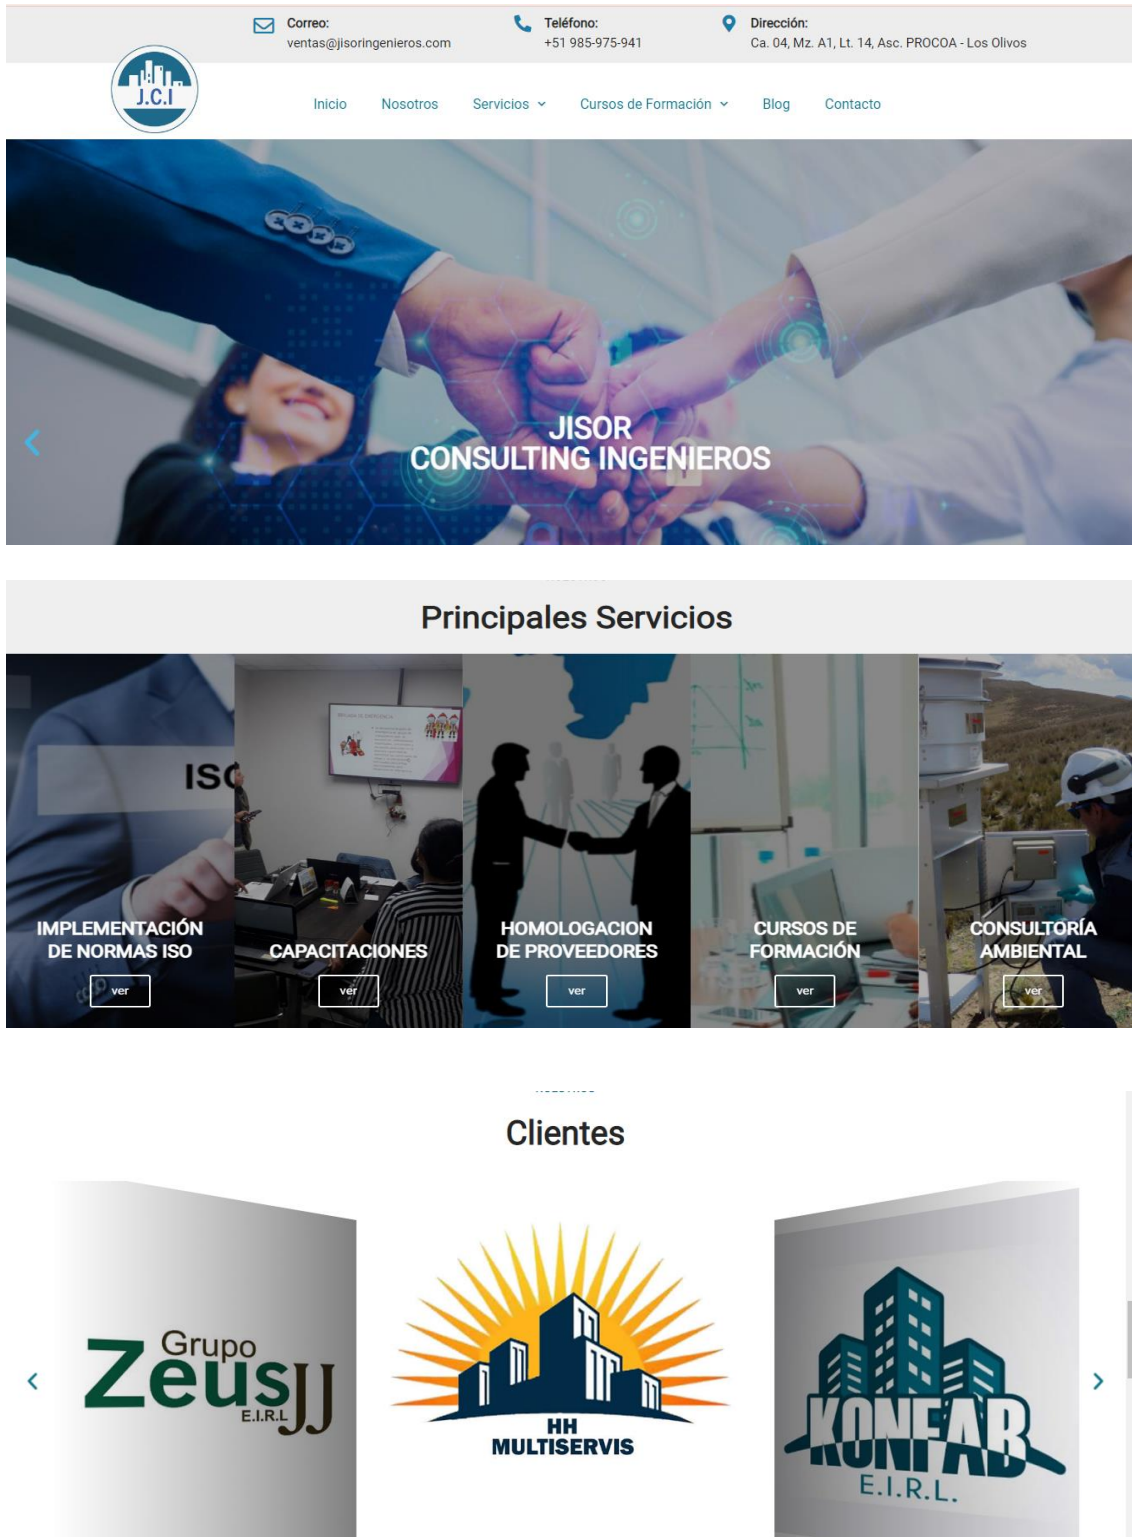 Correo:
ventas@jisoringenieros.com
Teléfono:
+51 985-975-941
Dirección:
Ca. 04, Mz. A1, Lt. 14, Asc. PROCOA - Los Olivos
J.C.I
Inicio Nosotros Servicios Cursos de Formación Blog Contacto
JISOR
CONSULTING INGENIEROS
Principales Servicios
ISO
IMPLEMENTACIÓN
DE NORMAS ISO
ver
CAPACITACIONES
ver
HOMOLOGACION
DE PROVEEDORES
ver
CURSOS DE
FORMACIÓN
ver
CONSULTORÍA
AMBIENTAL
ver
Clientes
Grupo
Zeus JJ
E.I.R.L
HH
MULTISERVIS
KONFAB
E.I.R.L.